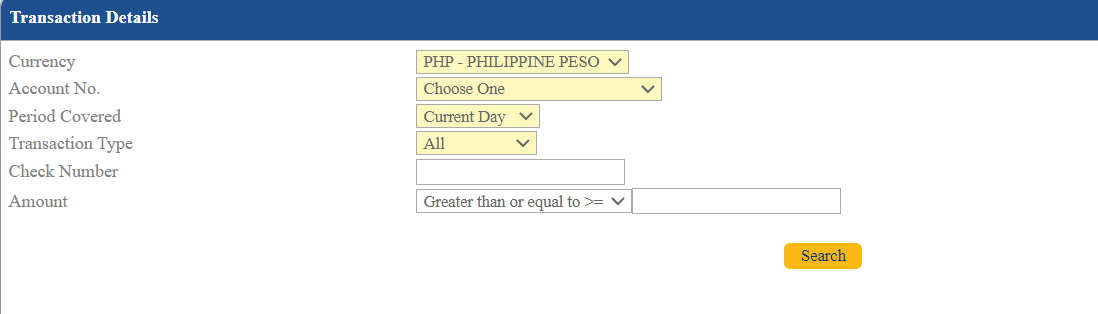 Transaction Details
Currency PHP - PHILIPPINE PESO
Account No. Choose One
Period Covered Current Day
Transaction Type All
Check Number
Amount Greater than or equal to >=
Search